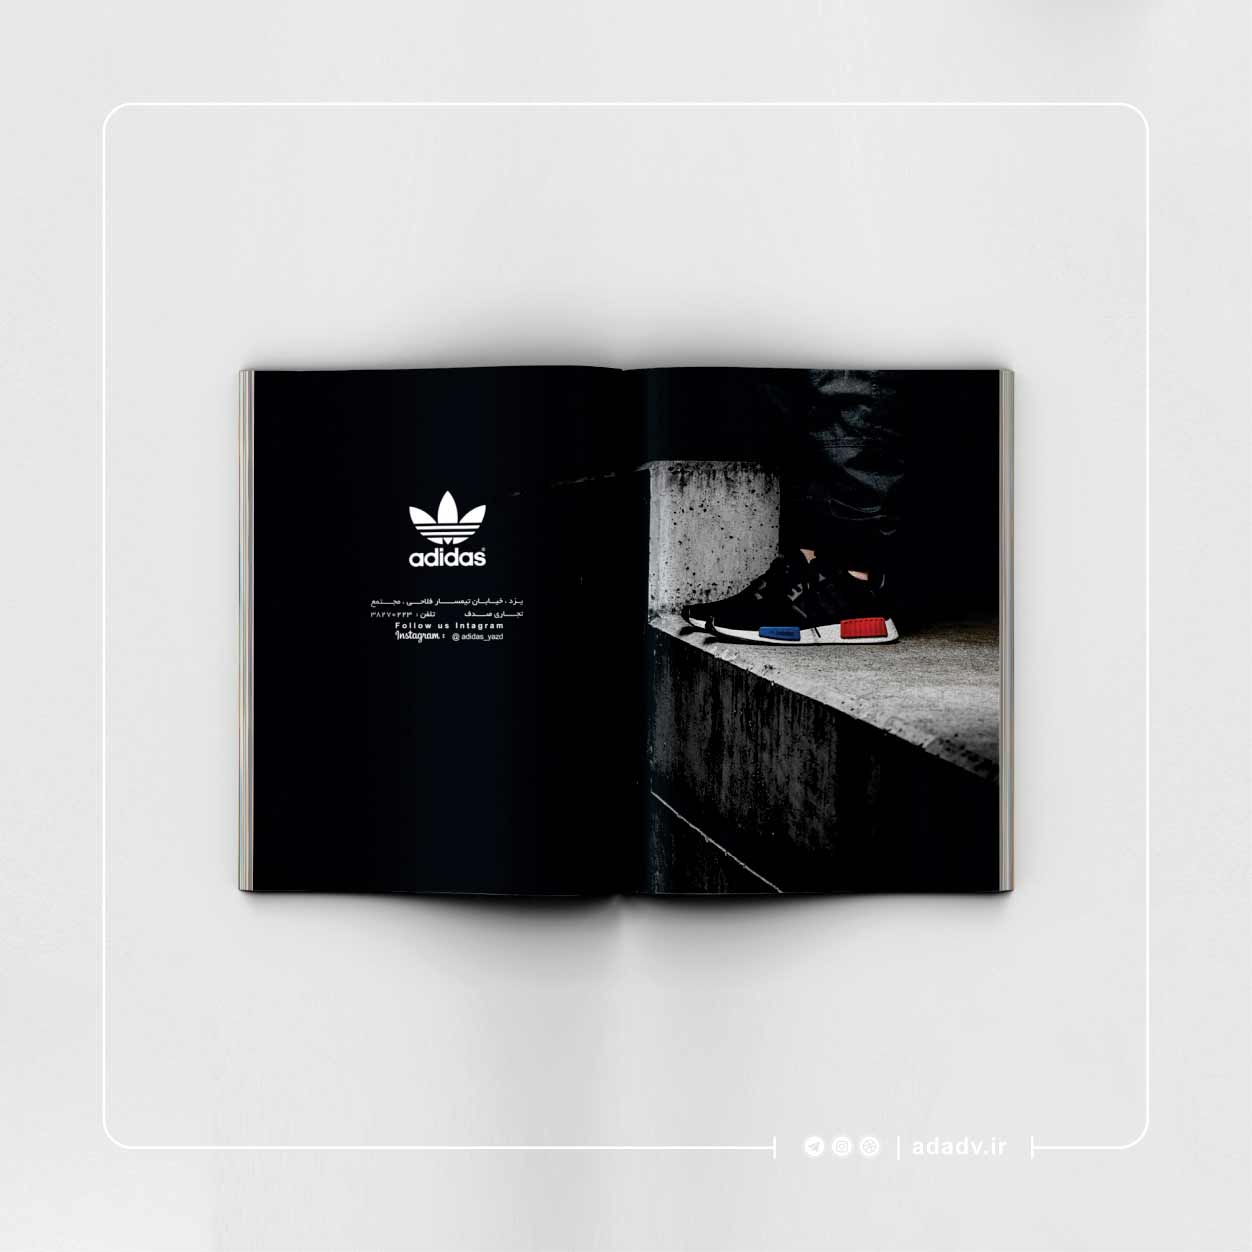 adidas
یزد ، خیابان تیمسار فلاحی ، مجتمع
تجاری صدف تلفن : ۳۸۲۷۰۲۲۳
Follow us Intagram
Instagram : @adidas_yazd
adadv.ir